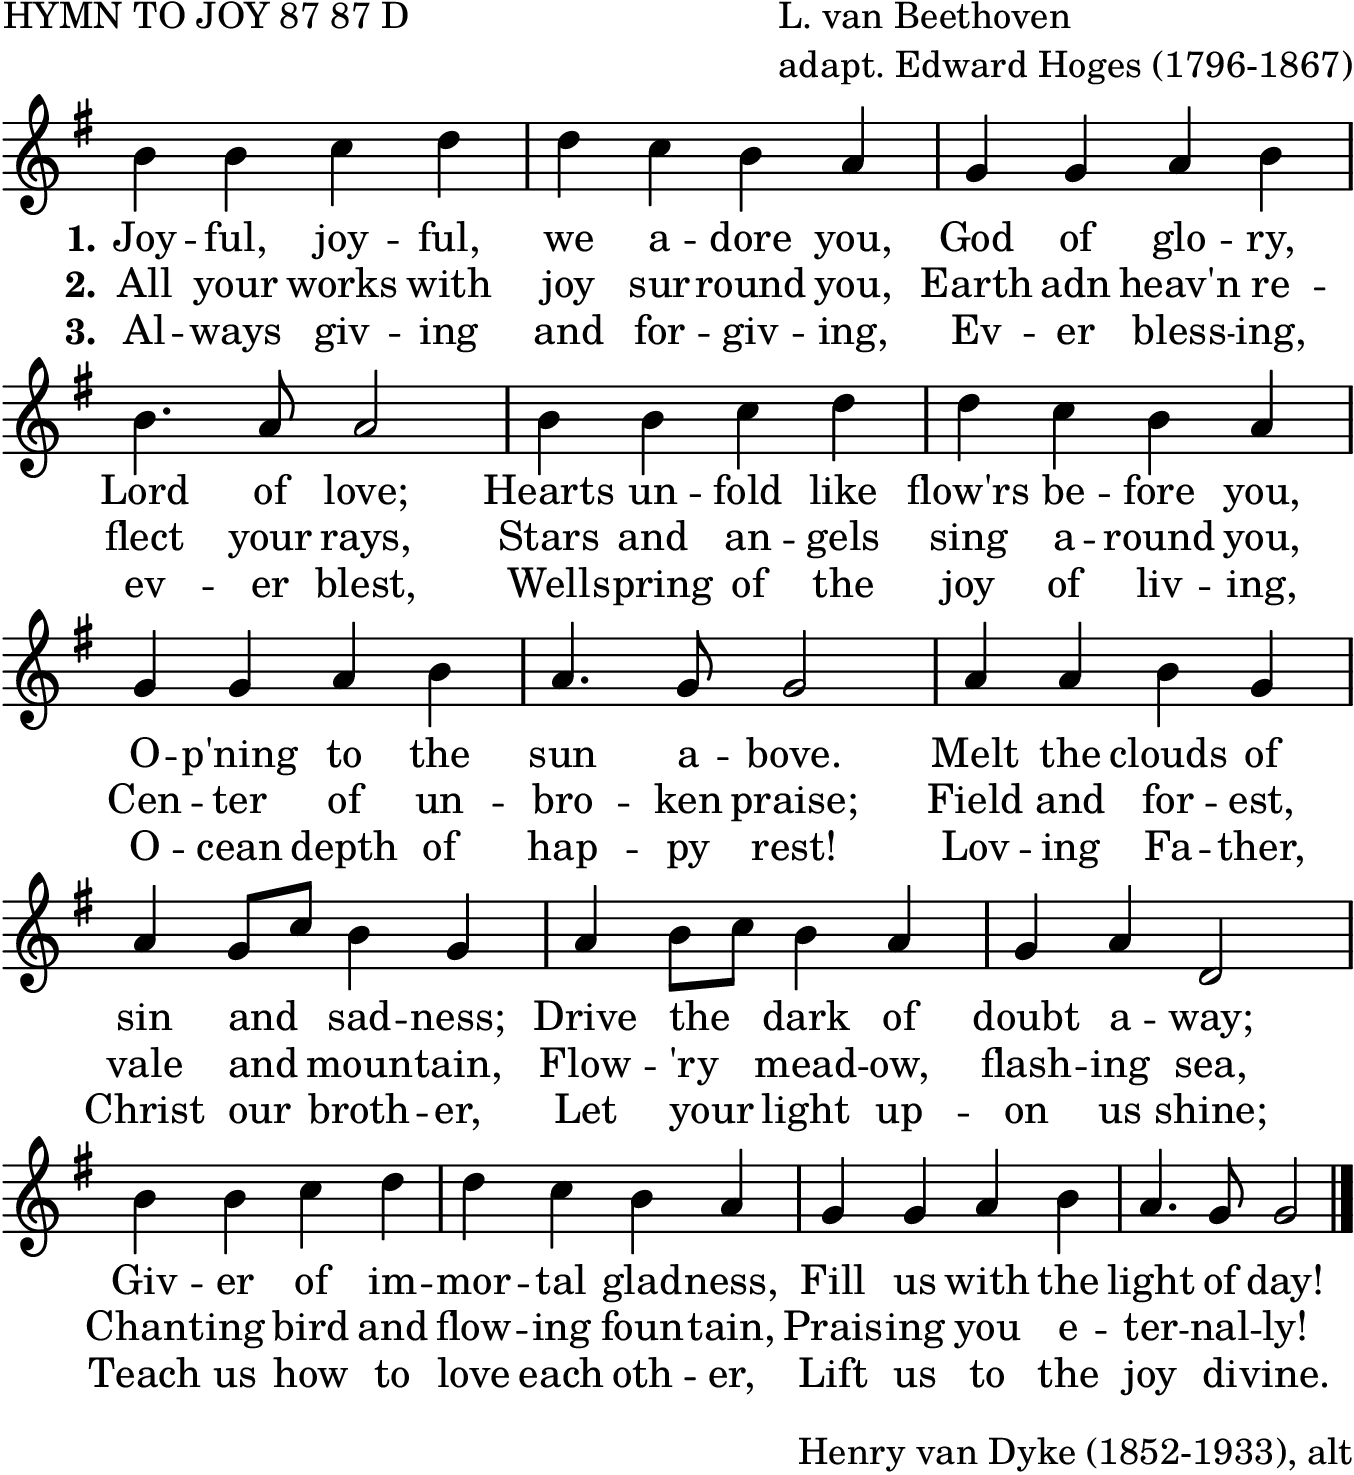 HYMN TO JOY 87 87 D
L. van Beethoven
adapt. Edward Hoges (1796-1867)
1. Joy -- ful, joy -- ful, we a -- dore you, God of glo -- ry,
2. All your works with joy sur -- round you, Earth adn heav'n re --
3. Al -- ways giv -- ing and for -- giv -- ing, Ev -- er bless -- ing,
Lord of love; Hearts un -- fold like flow'rs be -- fore you,
flect your rays, Stars and an -- gels sing a -- round you,
ev -- er blest, Wellspring of the joy of liv -- ing,
O -- p'ning to the sun a -- bove. Melt the clouds of
Cen -- ter of un -- bro -- ken praise; Field and for -- est,
O -- cean depth of hap -- py rest! Lov -- ing Fa -- ther,
sin and sad -- ness; Drive the dark of doubt a -- way;
vale and mountain, Flow -- 'ry mead -- ow, flash -- ing sea,
Christ our broth -- er, Let your light up -- on us shine;
Giv -- er of im -- mor -- tal gladness, Fill us with the light of day!
Chanting bird and flow -- ing fountain, Praising you e -- ter -- nal -- ly!
Teach us how to love each oth -- er, Lift us to the joy divine.
Henry van Dyke (1852-1933), alt